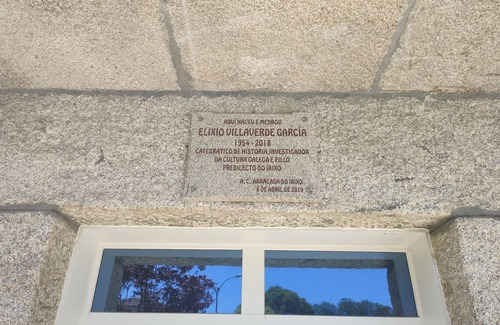 AQUÍ NACEU E MEDROU
ELIXIO VILLAVERDE GARCÍA
1954 - 2018
CATEDRÁTICO DE HISTORIA, INVESTIGADOR
DA CULTURA GALEGA E FILLO
PREDILECTO DO IRIXO
A. C. ARRACADA DO IRIXO
6 DE ABRIL DE 2019